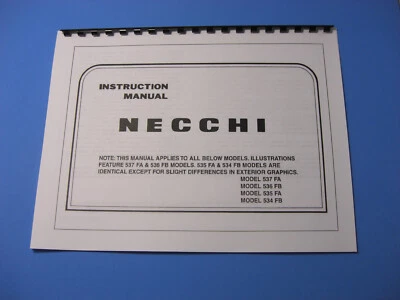 INSTRUCTION
MANUAL
NECCHI
NOTE: THIS MANUAL APPLIES TO ALL BELOW MODELS. ILLUSTRATIONS
FEATURE 537 FA & 536 FB MODELS. 535 FA & 534 FB MODELS ARE
IDENTICAL EXCEPT FOR SLIGHT DIFFERENCES IN EXTERIOR GRAPHICS.
MODEL 537 FA
MODEL 536 FB
MODEL 535 FA
MODEL 534 FB